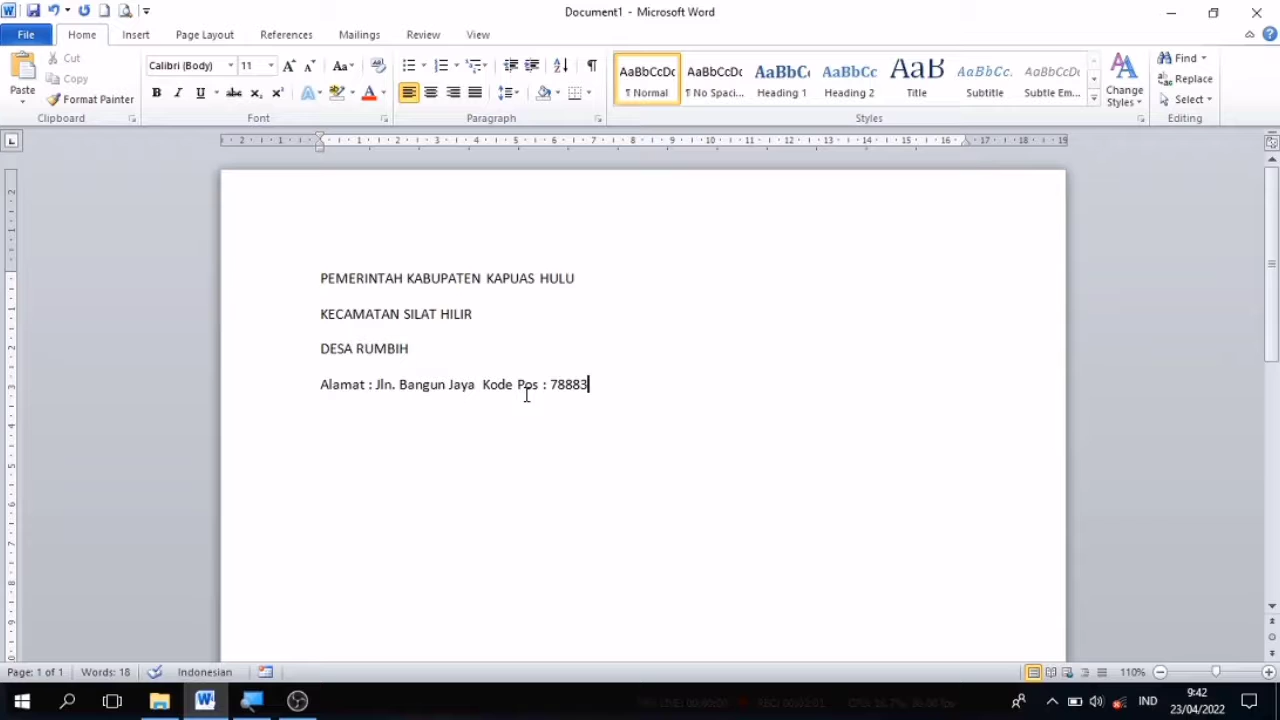 Document1 - Microsoft Word
File Home Insert Page Layout References Mailings Review View
Cut
Copy
Format Painter
Paste
Clipboard
Calibri (Body) 11
Font
Paragraph
AaBbCcDc AaBbCcDc AaBbC AaBbCc AaB AaBbCc. AaBbCcDc
¶ Normal ¶ No Spaci... Heading 1 Heading 2 Title Subtitle Subtle Em...
Styles
Change
Styles
Find
Replace
Select
Editing
PEMERINTAH KABUPATEN KAPUAS HULU
KECAMATAN SILAT HILIR
DESA RUMBIH
Alamat : Jln. Bangun Jaya Kode Pos : 78883
Page: 1 of 1 Words: 18 Indonesian 110%
IND
9:42
23/04/2022